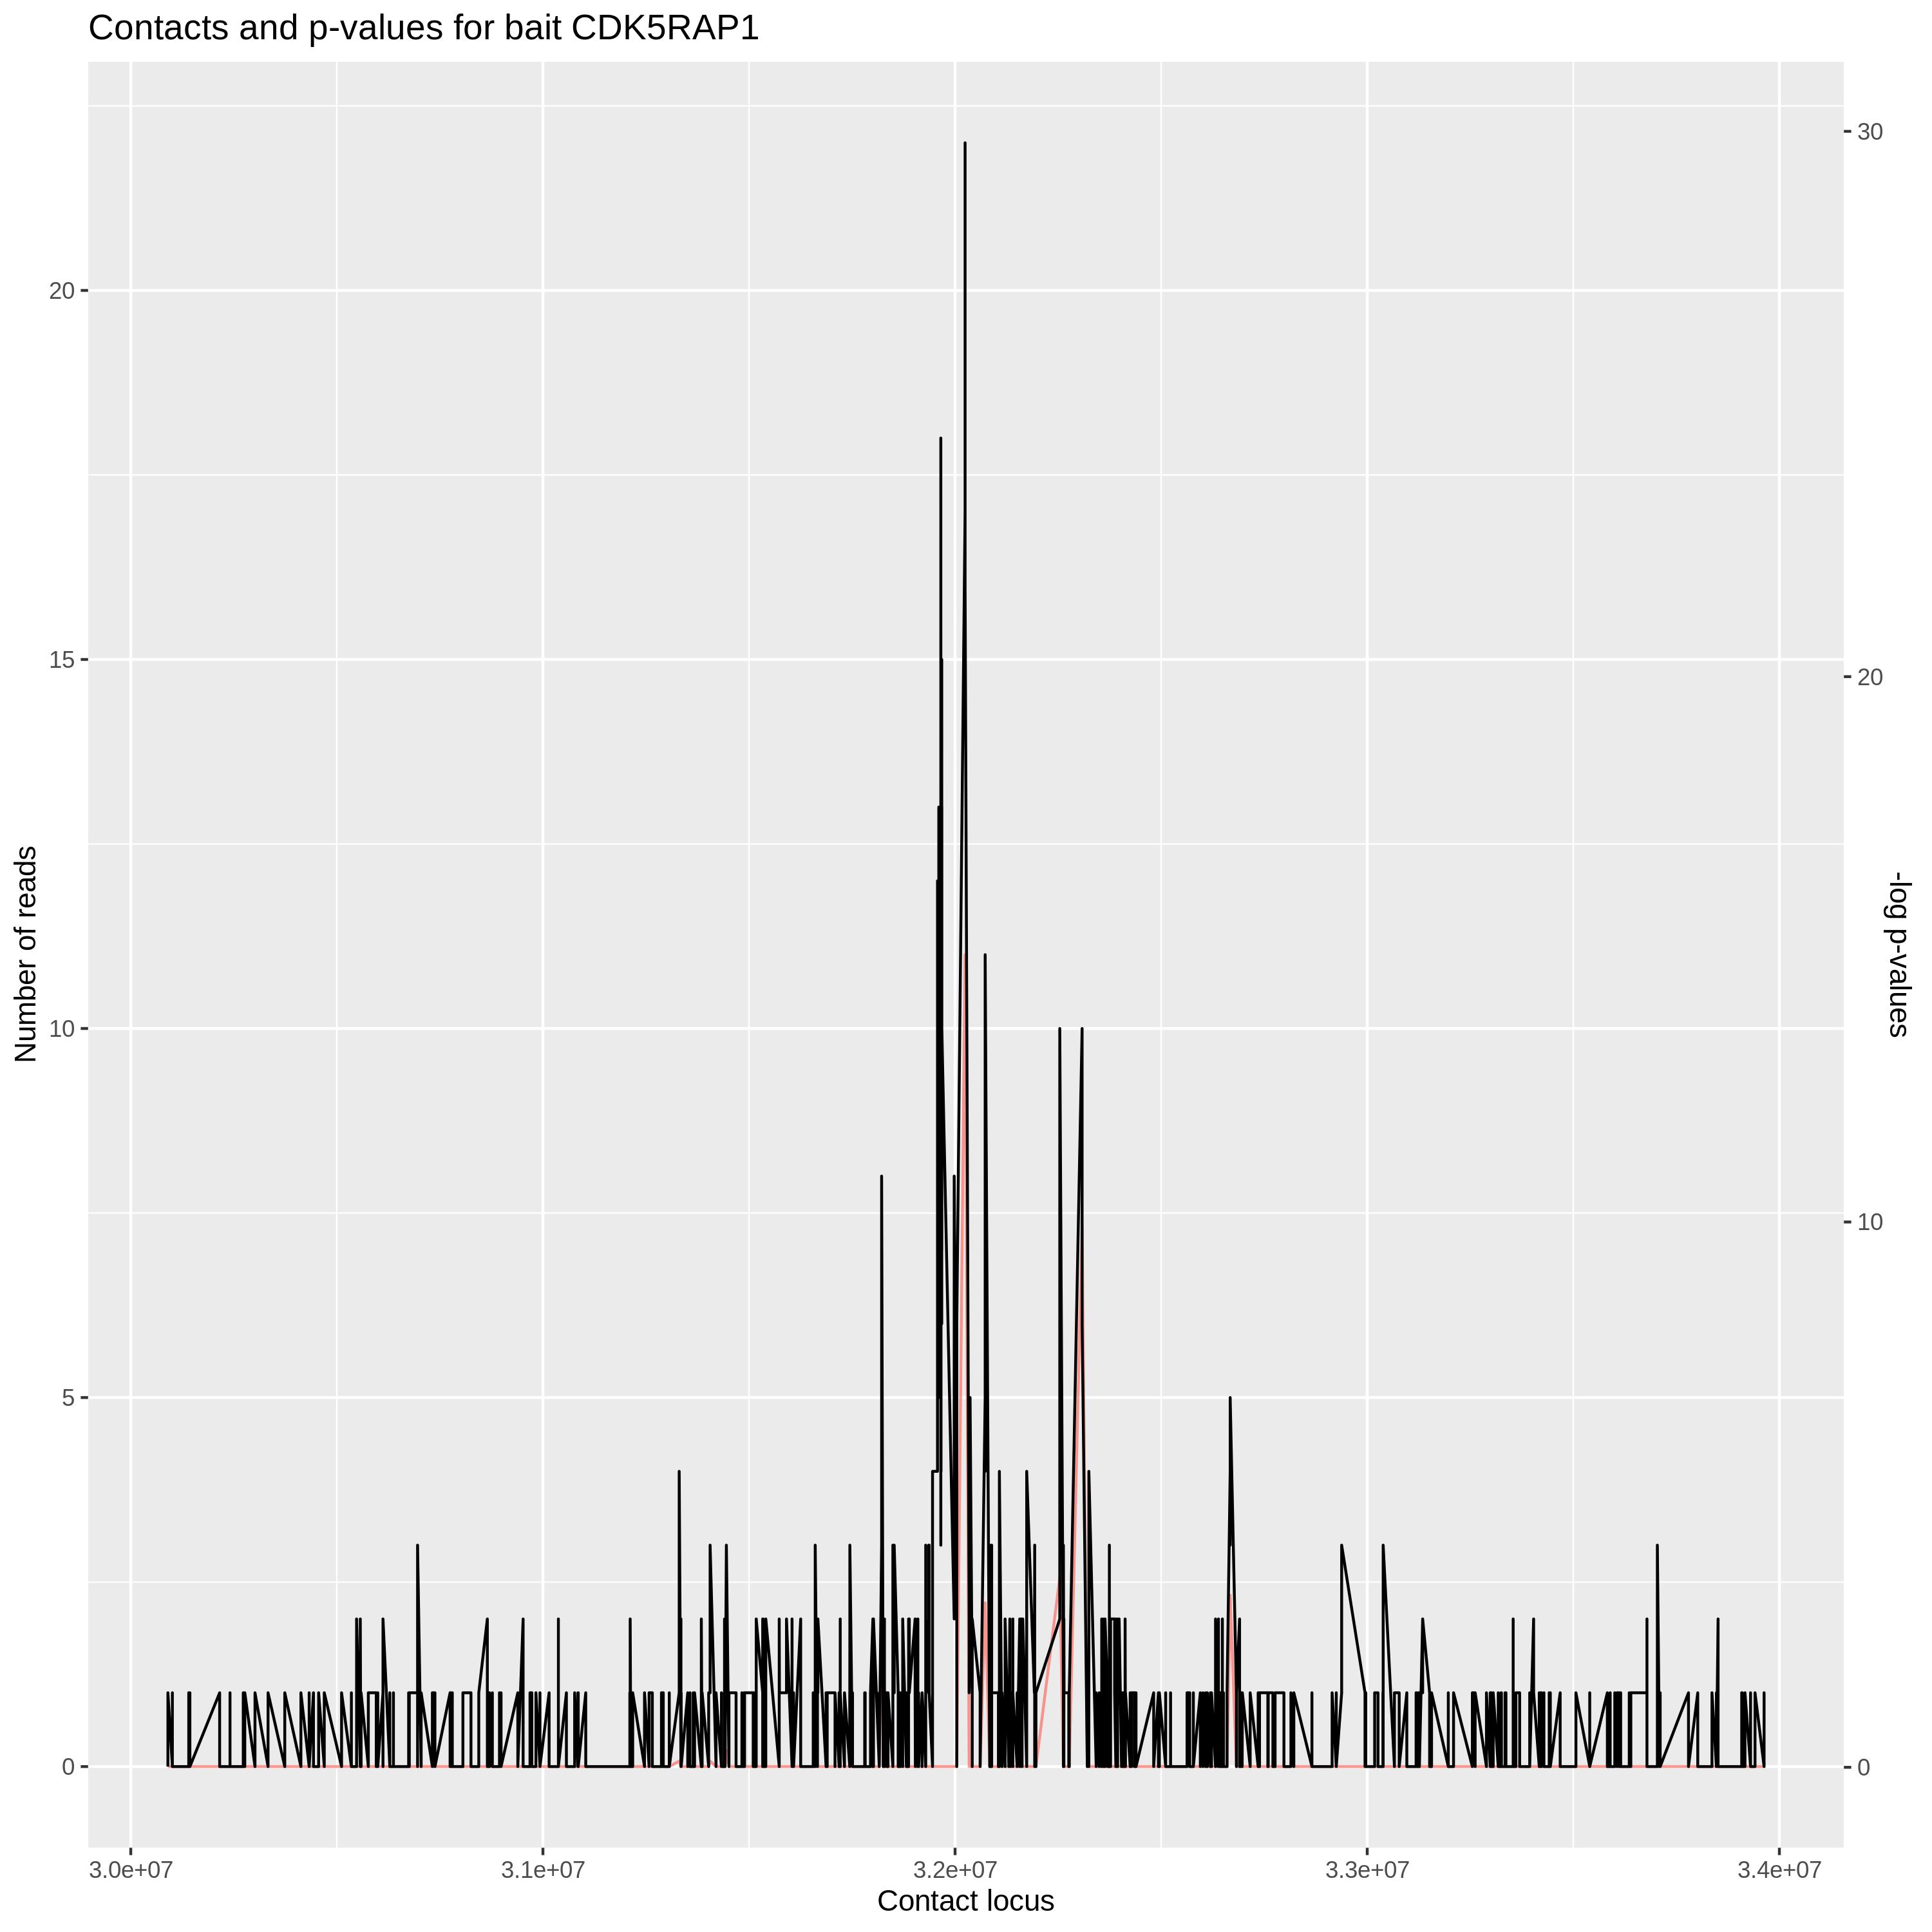 Contacts and p-values for bait CDK5RAP1
30
20
15
20
Number of reads
-log p-values
10
10
5
0
0
3.0e+07
3.1e+07
3.2e+07
3.3e+07
3.4e+07
Contact locus